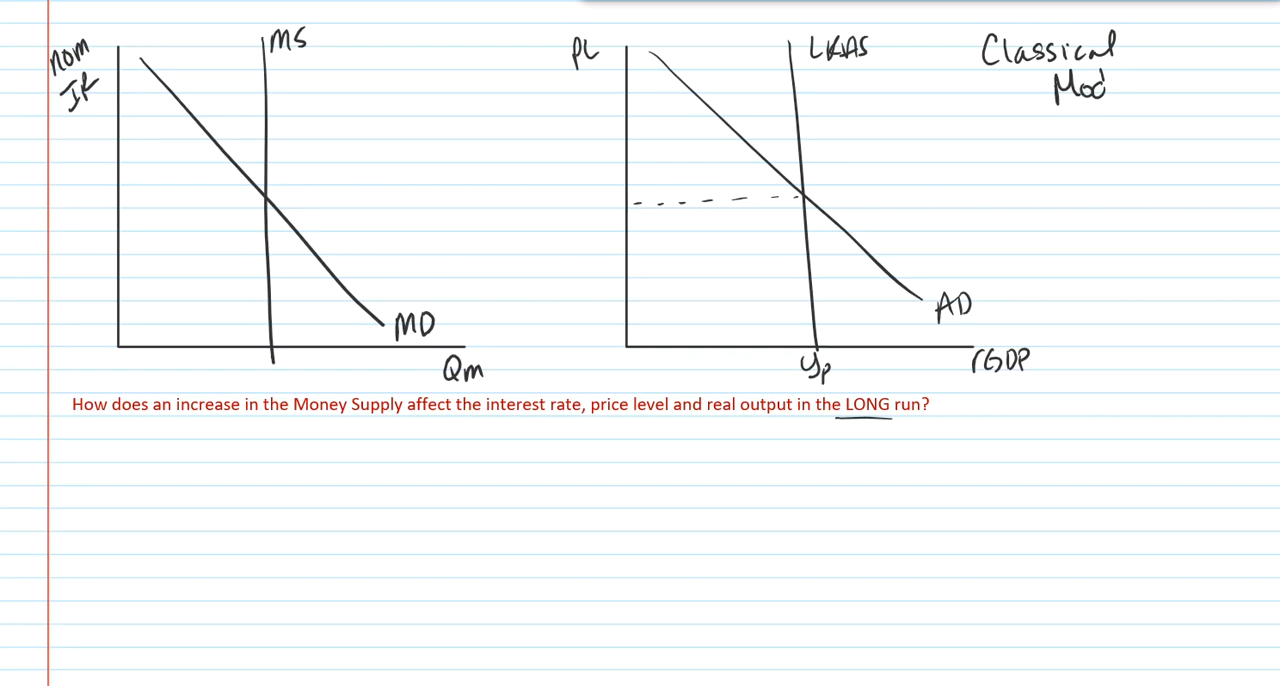 nom
IR
MS
MD
Qm
PL
LRAS
AD
Yp
rGDP
Classical
Mod
How does an increase in the Money Supply affect the interest rate, price level and real output in the LONG run?